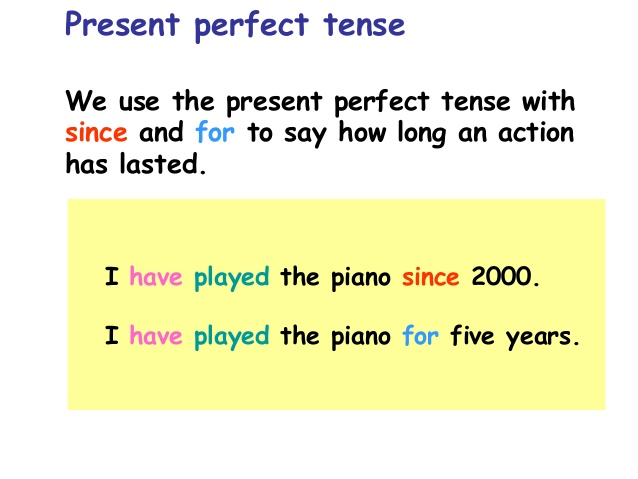 Present perfect tense
We use the present perfect tense with
since and for to say how long an action
has lasted.
I have played the piano since 2000.
I have played the piano for five years.